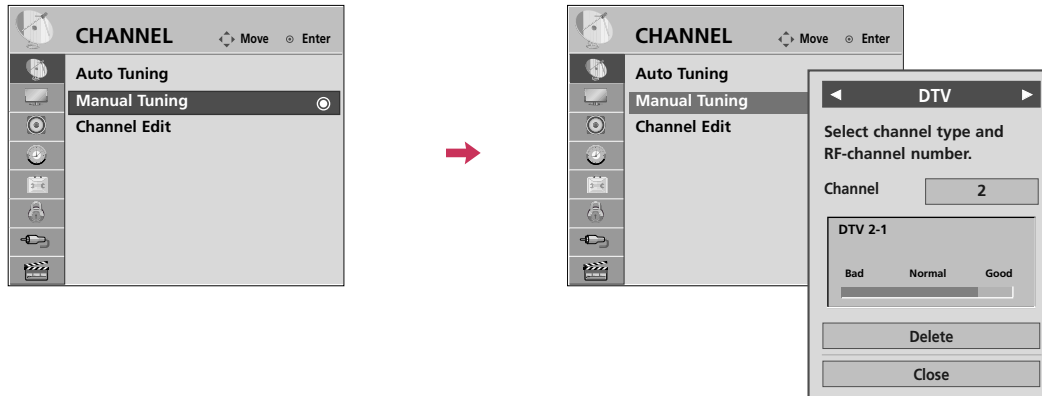 CHANNEL Move Enter
Auto Tuning
Manual Tuning
Channel Edit
CHANNEL Move Enter
Auto Tuning
Manual Tuning
Channel Edit
DTV
Select channel type and
RF-channel number.
Channel 2
DTV 2-1
Bad Normal Good
Delete
Close